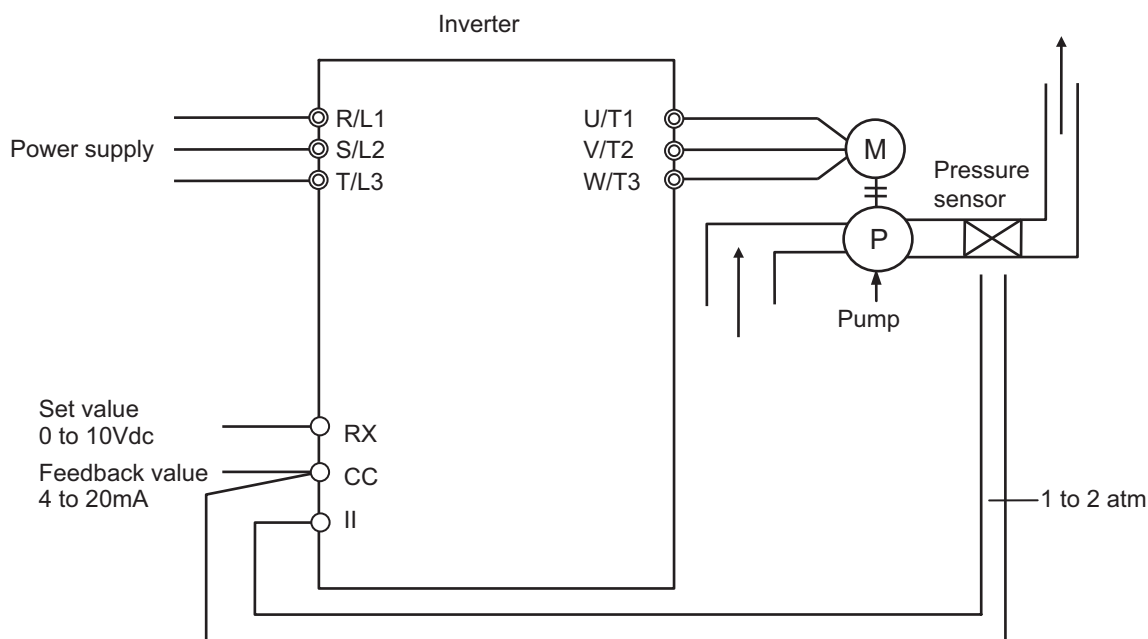 Inverter
R/L1
U/T1
Power supply
S/L2
V/T2
M
T/L3
W/T3
Pressure
sensor
P
Pump
Set value
0 to 10Vdc
RX
Feedback value
4 to 20mA
CC
II
1 to 2 atm